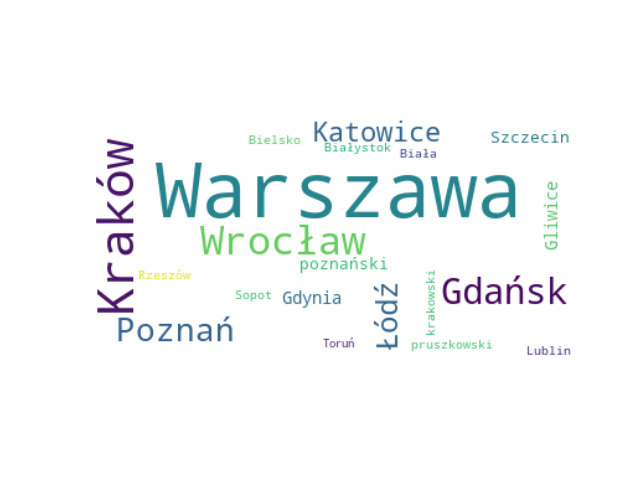 Katowice
Szczecin
Bielsko
Białystok
Biała
Kraków
Warszawa
Gliwice
Wrocław
poznański
Rzeszów
krakowski
Gdańsk
Sopot
Gdynia
Łódź
Poznań
Toruń
pruszkowski
Lublin